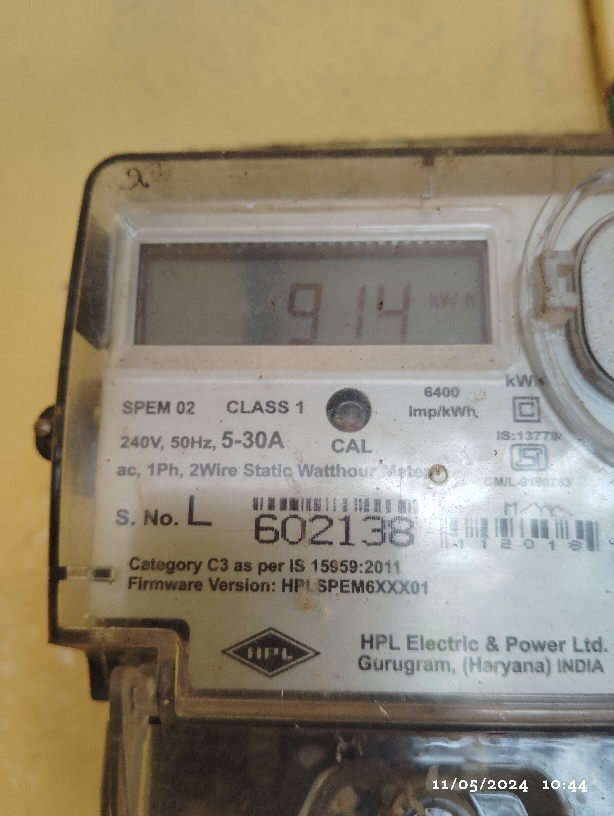 914 kWh
SPEM 02 CLASS 1 6400 kWh
240V, 50Hz, 5-30A CAL imp/kWh,
IS:13779
ac, 1Ph, 2Wire Static Watthour Meter
S. No. L 602138
112018
Category C3 as per IS 15959:2011
Firmware Version: HPLSPEM6XXX01
HPL
HPL Electric & Power Ltd.
Gurugram, (Haryana) INDIA
11/05/2024 10:44